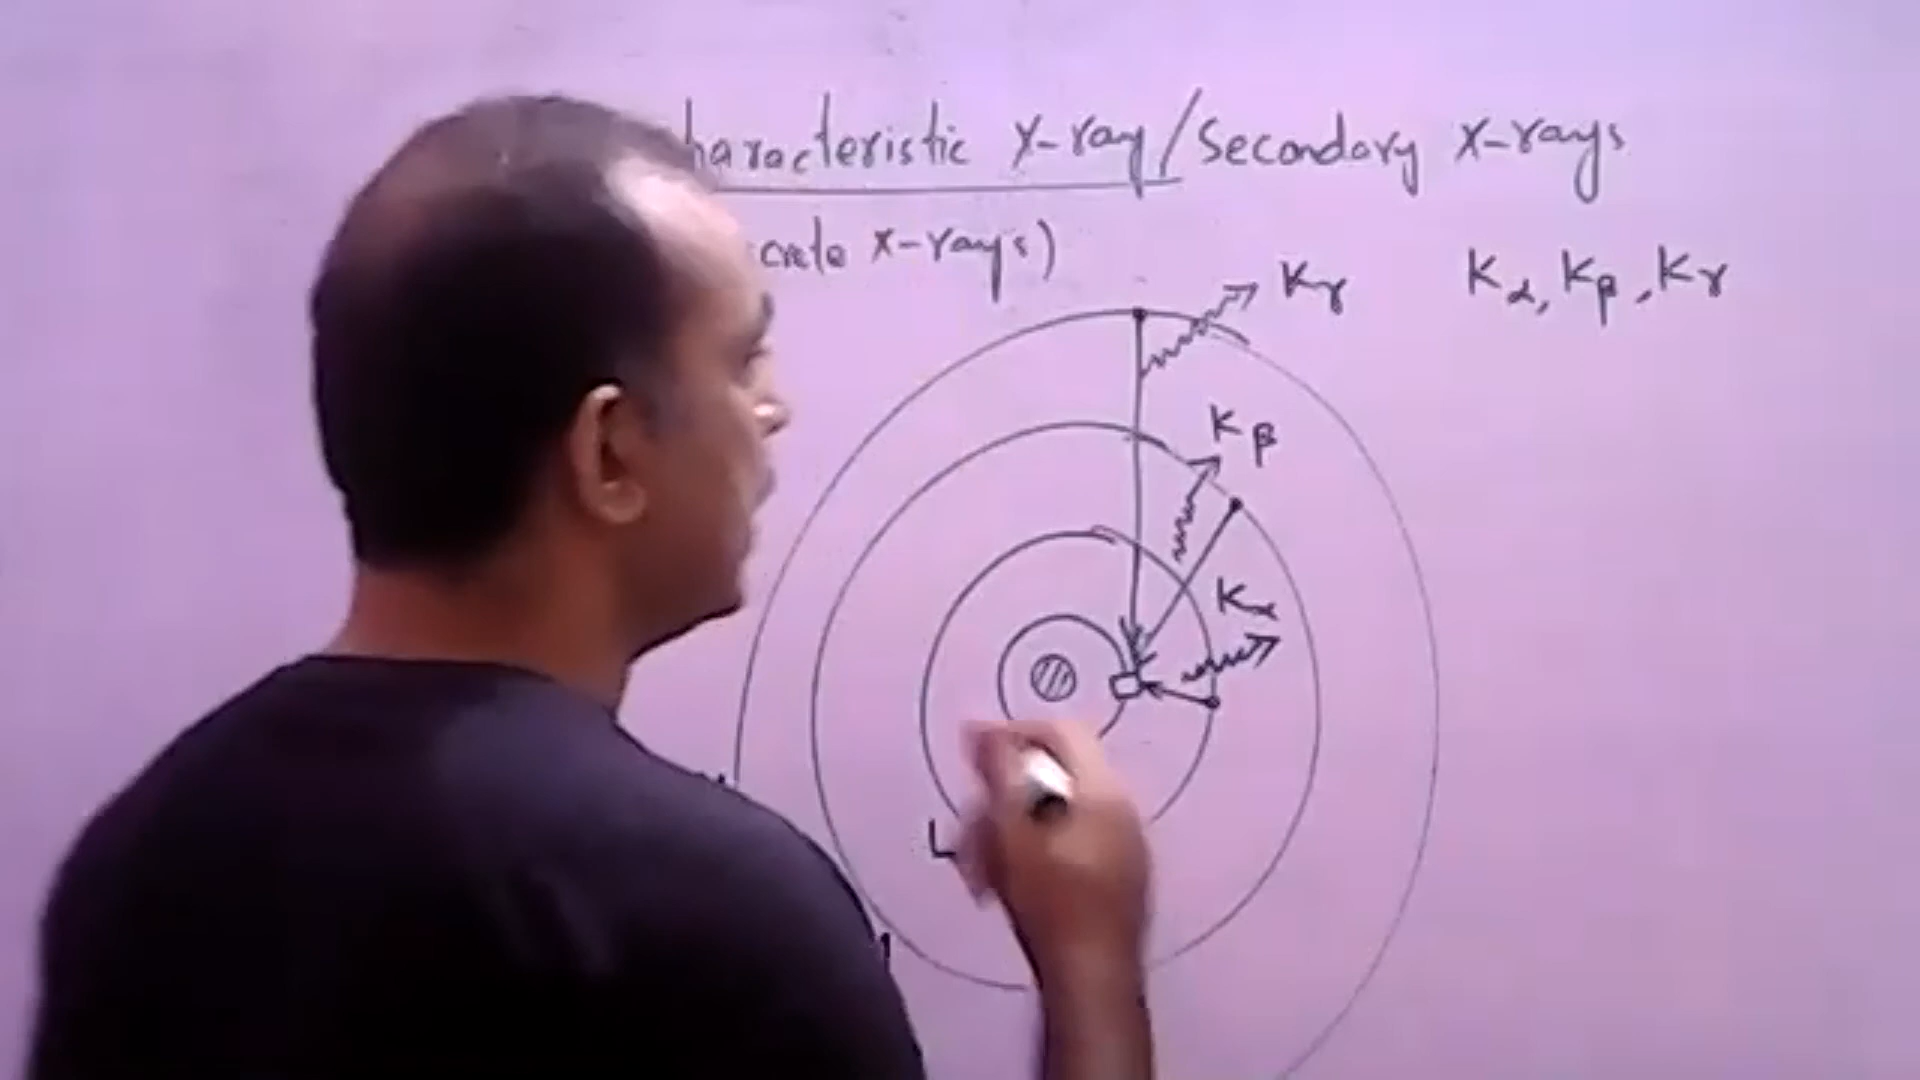 haracteristic X-ray/Secondary X-rays
crete X-rays)
Kγ
Kα, Kβ, Kγ
Kβ
Kα
L